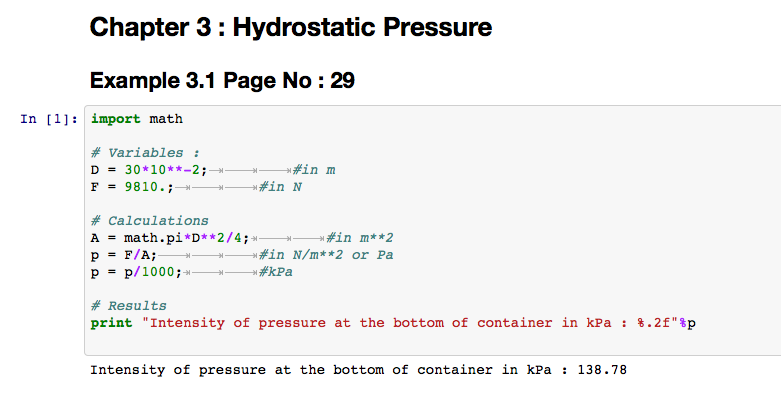 Chapter 3 : Hydrostatic Pressure
Example 3.1 Page No : 29
In [1]: import math
# Variables :
D = 30*10**-2; #in m
F = 9810.; #in N
# Calculations
A = math.pi*D**2/4; #in m**2
p = F/A; #in N/m**2 or Pa
p = p/1000; #kPa
# Results
print "Intensity of pressure at the bottom of container in kPa : %.2f"%p
Intensity of pressure at the bottom of container in kPa : 138.78